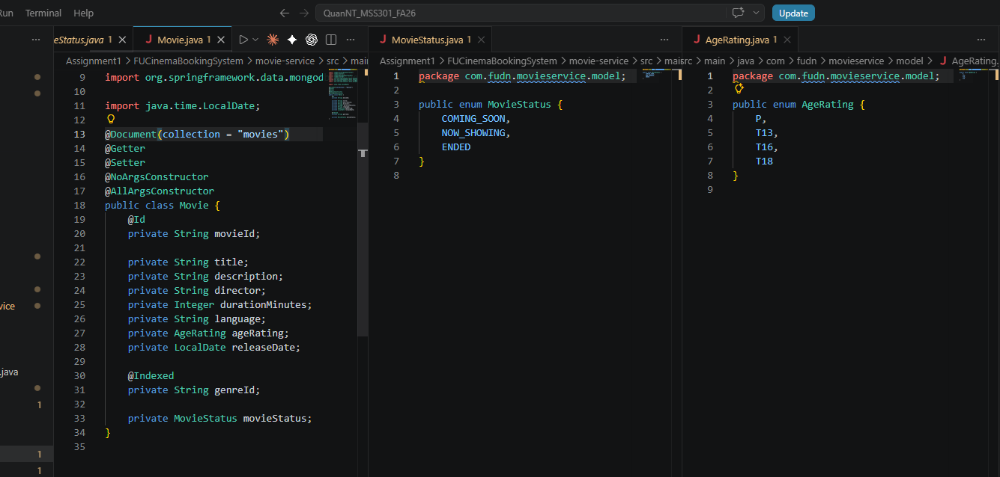 Run Terminal Help
QuanNT_MSS301_FA26
Update
eStatus.java 1
Movie.java 1
Assignment1 > FUCinemaBookingSystem > movie-service > src > mai
9 import org.springframework.data.mongod
10
11 import java.time.LocalDate;
12
13 @Document(collection = "movies")
14 @Getter
15 @Setter
16 @NoArgsConstructor
17 @AllArgsConstructor
18 public class Movie {
19 @Id
20 private String movieId;
21
22 private String title;
23 private String description;
24 private String director;
25 private Integer durationMinutes;
26 private String language;
27 private AgeRating ageRating;
28 private LocalDate releaseDate;
29
30 @Indexed
31 private String genreId;
32
33 private MovieStatus movieStatus;
34 }
35
MovieStatus.java 1
Assignment1 > FUCinemaBookingSystem > movie-service > src > mai
1 package com.fudn.movieservice.model;
2
3 public enum MovieStatus {
4 COMING_SOON,
5 NOW_SHOWING,
6 ENDED
7 }
8
AgeRating.java 1
src > main > java > com > fudn > movieservice > model > AgeRating.
1 package com.fudn.movieservice.model;
2
3 public enum AgeRating {
4 P,
5 T13,
6 T16,
7 T18
8 }
9
vice
.java
1
1
1